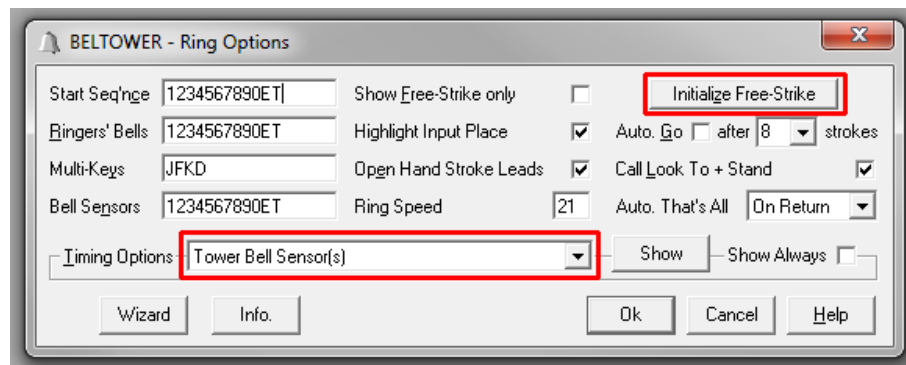 BELTOWER - Ring Options
Start Seq'nce 1234567890ET Show Free-Strike only Initialize Free-Strike
Ringers' Bells 1234567890ET Highlight Input Place Auto. Go after 8 strokes
Multi-Keys JFKD Open Hand Stroke Leads Call Look To + Stand
Bell Sensors 1234567890ET Ring Speed 21 Auto. That's All On Return
Timing Options Tower Bell Sensor(s) Show Show Always
Wizard Info. Ok Cancel Help